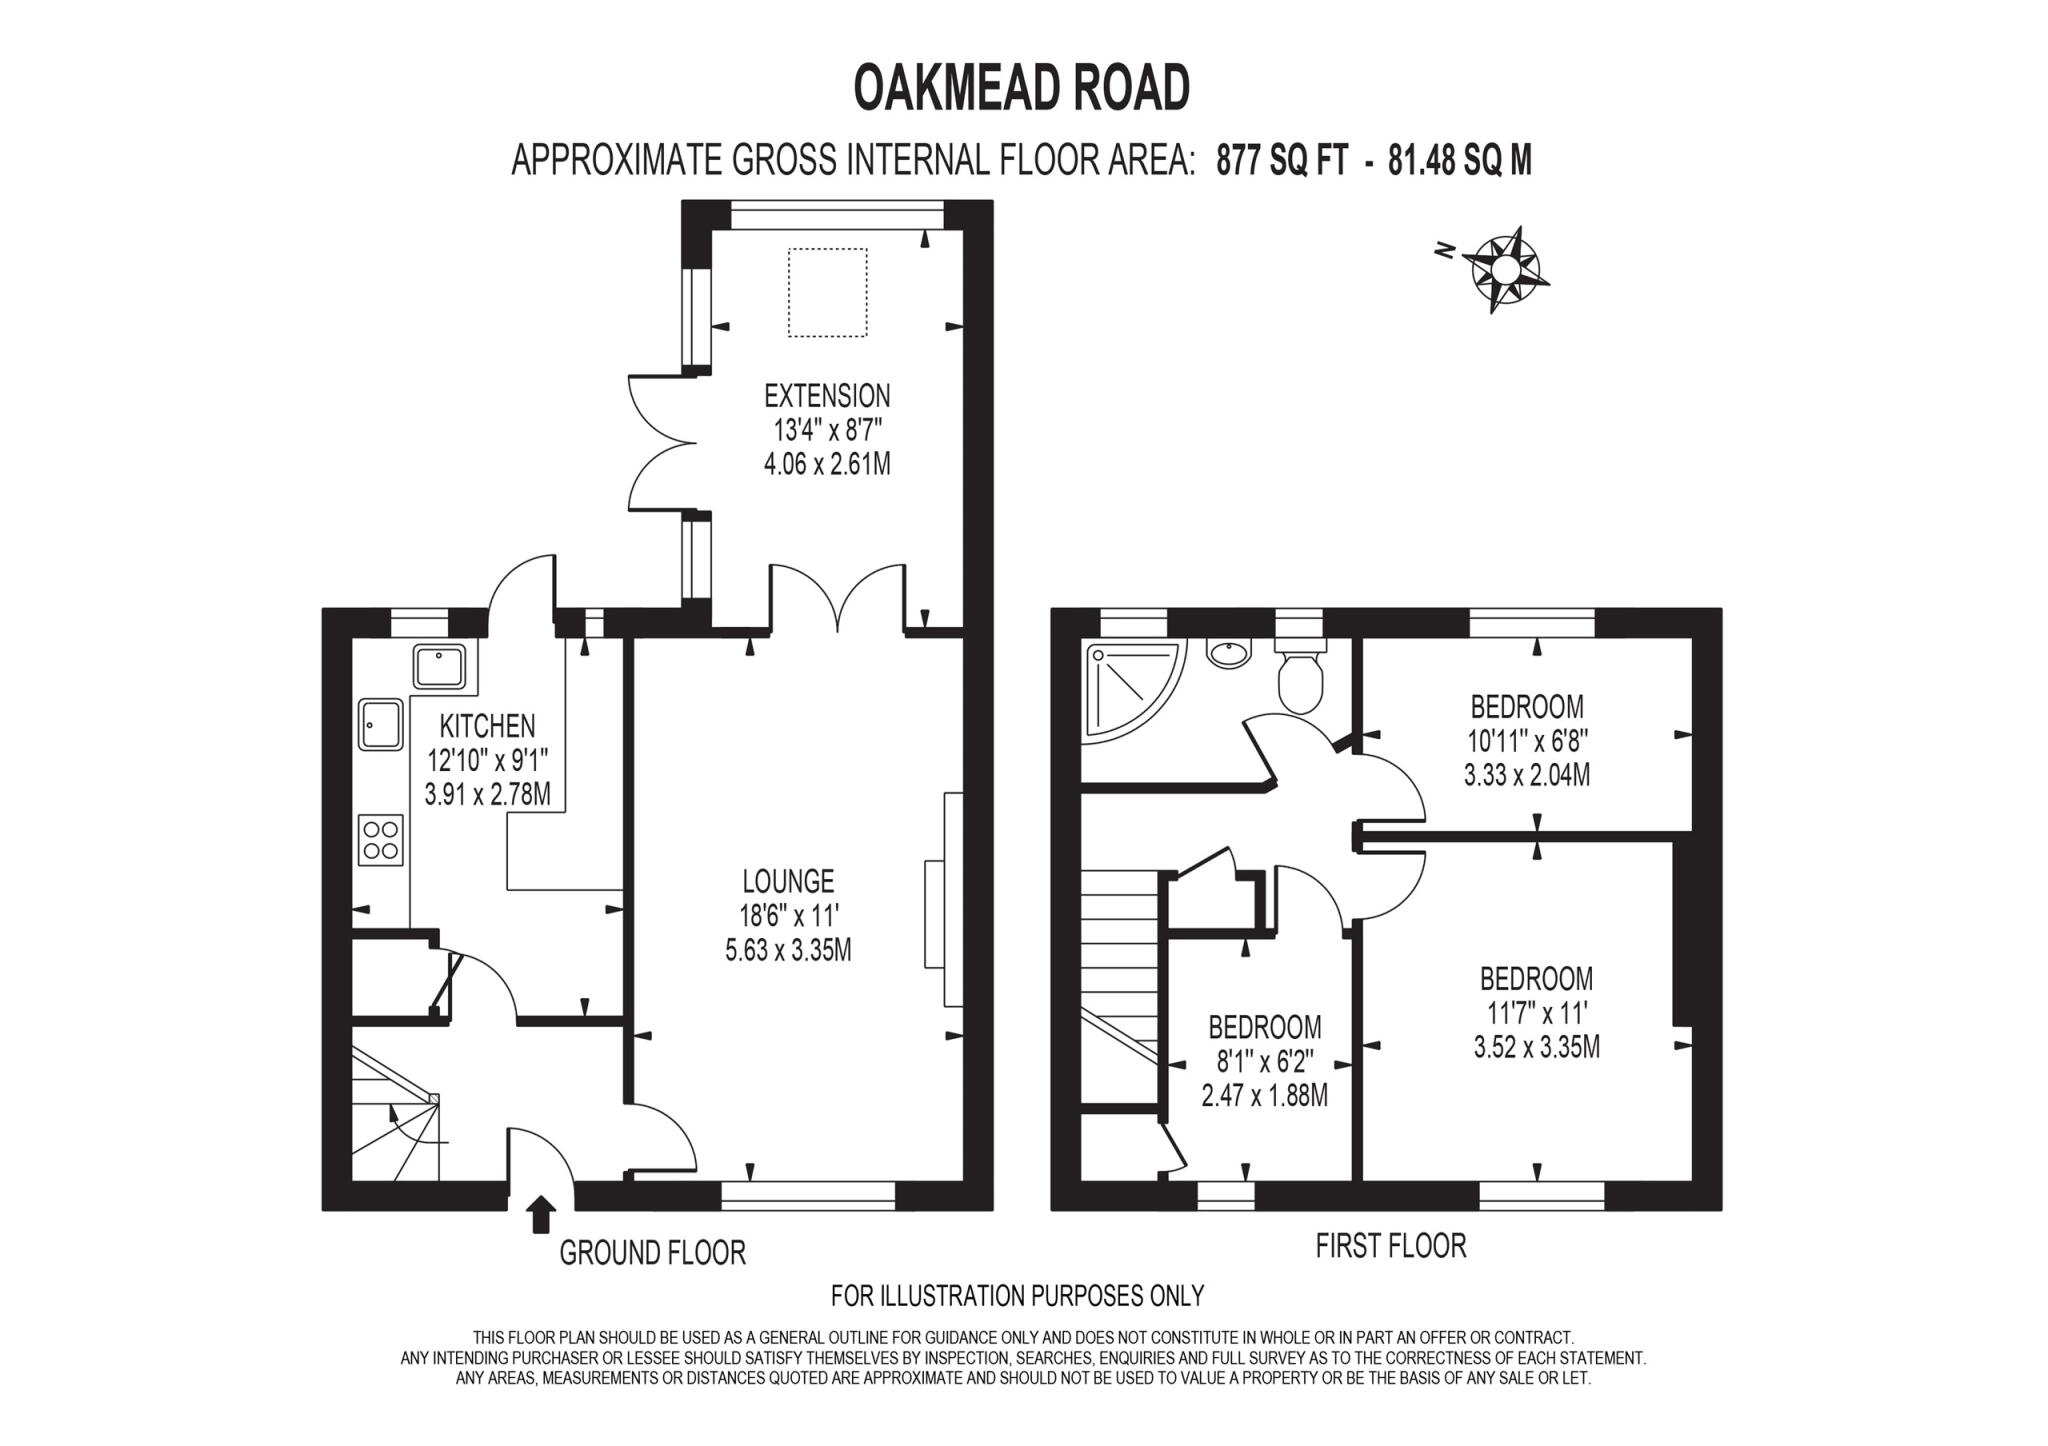 OAKMEAD ROAD
APPROXIMATE GROSS INTERNAL FLOOR AREA: 877 SQ FT - 81.48 SQ M
N
EXTENSION
13'4" x 8'7"
4.06 x 2.61M
KITCHEN
12'10" x 9'1"
3.91 x 2.78M
LOUNGE
18'6" x 11'
5.63 x 3.35M
BEDROOM
10'11" x 6'8"
3.33 x 2.04M
BEDROOM
11'7" x 11'
3.52 x 3.35M
BEDROOM
8'1" x 6'2"
2.47 x 1.88M
GROUND FLOOR
FIRST FLOOR
FOR ILLUSTRATION PURPOSES ONLY
THIS FLOOR PLAN SHOULD BE USED AS A GENERAL OUTLINE FOR GUIDANCE ONLY AND DOES NOT CONSTITUTE IN WHOLE OR IN PART AN OFFER OR CONTRACT.
ANY INTENDING PURCHASER OR LESSEE SHOULD SATISFY THEMSELVES BY INSPECTION, SEARCHES, ENQUIRIES AND FULL SURVEY AS TO THE CORRECTNESS OF EACH STATEMENT.
ANY AREAS, MEASUREMENTS OR DISTANCES QUOTED ARE APPROXIMATE AND SHOULD NOT BE USED TO VALUE A PROPERTY OR BE THE BASIS OF ANY SALE OR LET.